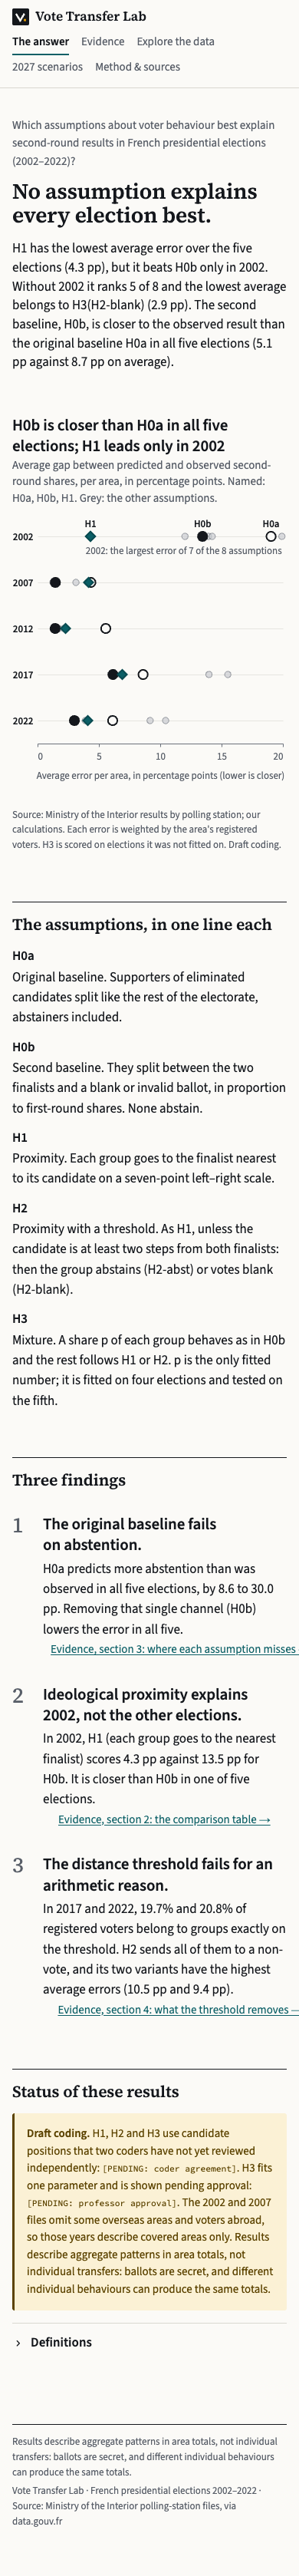 Vote Transfer Lab
The answer Evidence Explore the data
2027 scenarios Method & sources
Which assumptions about voter behaviour best explain
second-round results in French presidential elections
(2002–2022)?
No assumption explains
every election best.
H1 has the lowest average error over the five
elections (4.3 pp), but it beats H0b only in 2002.
Without 2002 it ranks 5 of 8 and the lowest average
belongs to H3(H2-blank) (2.9 pp). The second
baseline, H0b, is closer to the observed result than
the original baseline H0a in all five elections (5.1
pp against 8.7 pp on average).
H0b is closer than H0a in all five
elections; H1 leads only in 2002
Average gap between predicted and observed second-
round shares, per area, in percentage points. Named:
H0a, H0b, H1. Grey: the other assumptions.
H1 H0b H0a
2002
2002: the largest error of 7 of the 8 assumptions
2007
2012
2017
2022
0 5 10 15 20
Average error per area, in percentage points (lower is closer)
Source: Ministry of the Interior results by polling station; our
calculations. Each error is weighted by the area's registered
voters. H3 is scored on elections it was not fitted on. Draft coding.
The assumptions, in one line each
H0a
Original baseline. Supporters of eliminated
candidates split like the rest of the electorate,
abstainers included.
H0b
Second baseline. They split between the two
finalists and a blank or invalid ballot, in proportion
to first-round shares. None abstain.
H1
Proximity. Each group goes to the finalist nearest
to its candidate on a seven-point left–right scale.
H2
Proximity with a threshold. As H1, unless the
candidate is at least two steps from both finalists:
then the group abstains (H2-abst) or votes blank
(H2-blank).
H3
Mixture. A share p of each group behaves as in H0b
and the rest follows H1 or H2. p is the only fitted
number; it is fitted on four elections and tested on
the fifth.
Three findings
1 The original baseline fails
on abstention.
H0a predicts more abstention than was
observed in all five elections, by 8.6 to 30.0
pp. Removing that single channel (H0b)
lowers the error in all five.
Evidence, section 3: where each assumption misses
2 Ideological proximity explains
2002, not the other elections.
In 2002, H1 (each group goes to the nearest
finalist) scores 4.3 pp against 13.5 pp for
H0b. It is closer than H0b in one of five
elections.
Evidence, section 2: the comparison table →
3 The distance threshold fails for an
arithmetic reason.
In 2017 and 2022, 19.7% and 20.8% of
registered voters belong to groups exactly on
the threshold. H2 sends all of them to a non-
vote, and its two variants have the highest
average errors (10.5 pp and 9.4 pp).
Evidence, section 4: what the threshold removes —
Status of these results
Draft coding. H1, H2 and H3 use candidate
positions that two coders have not yet reviewed
independently: [PENDING: coder agreement]. H3 fits
one parameter and is shown pending approval:
[PENDING: professor approval]. The 2002 and 2007
files omit some overseas areas and voters abroad,
so those years describe covered areas only. Results
describe aggregate patterns in area totals, not
individual transfers: ballots are secret, and different
individual behaviours can produce the same totals.
› Definitions
Results describe aggregate patterns in area totals, not individual
transfers: ballots are secret, and different individual behaviours
can produce the same totals.
Vote Transfer Lab · French presidential elections 2002–2022 ·
Source: Ministry of the Interior polling-station files, via
data.gouv.fr